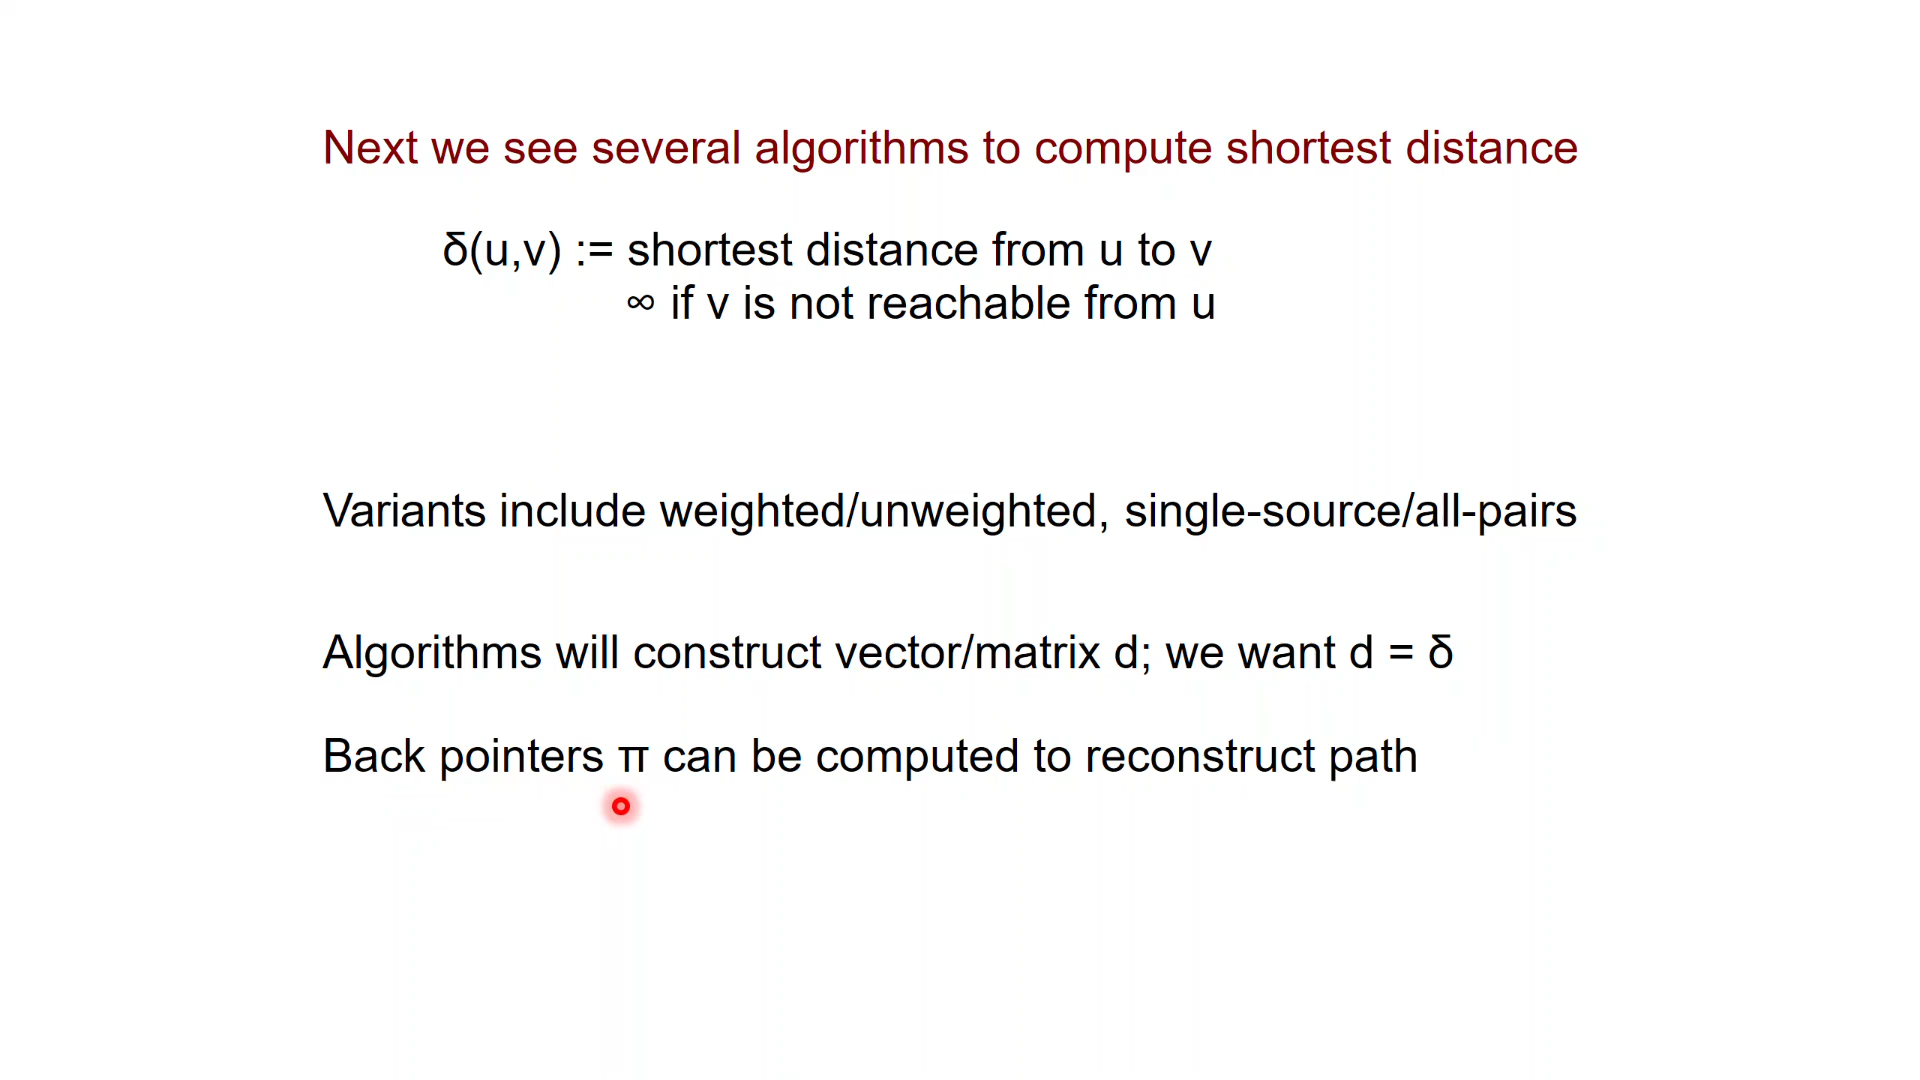 Next we see several algorithms to compute shortest distance
δ(u,v) := shortest distance from u to v
∞ if v is not reachable from u
Variants include weighted/unweighted, single-source/all-pairs
Algorithms will construct vector/matrix d; we want d = δ
Back pointers π can be computed to reconstruct path